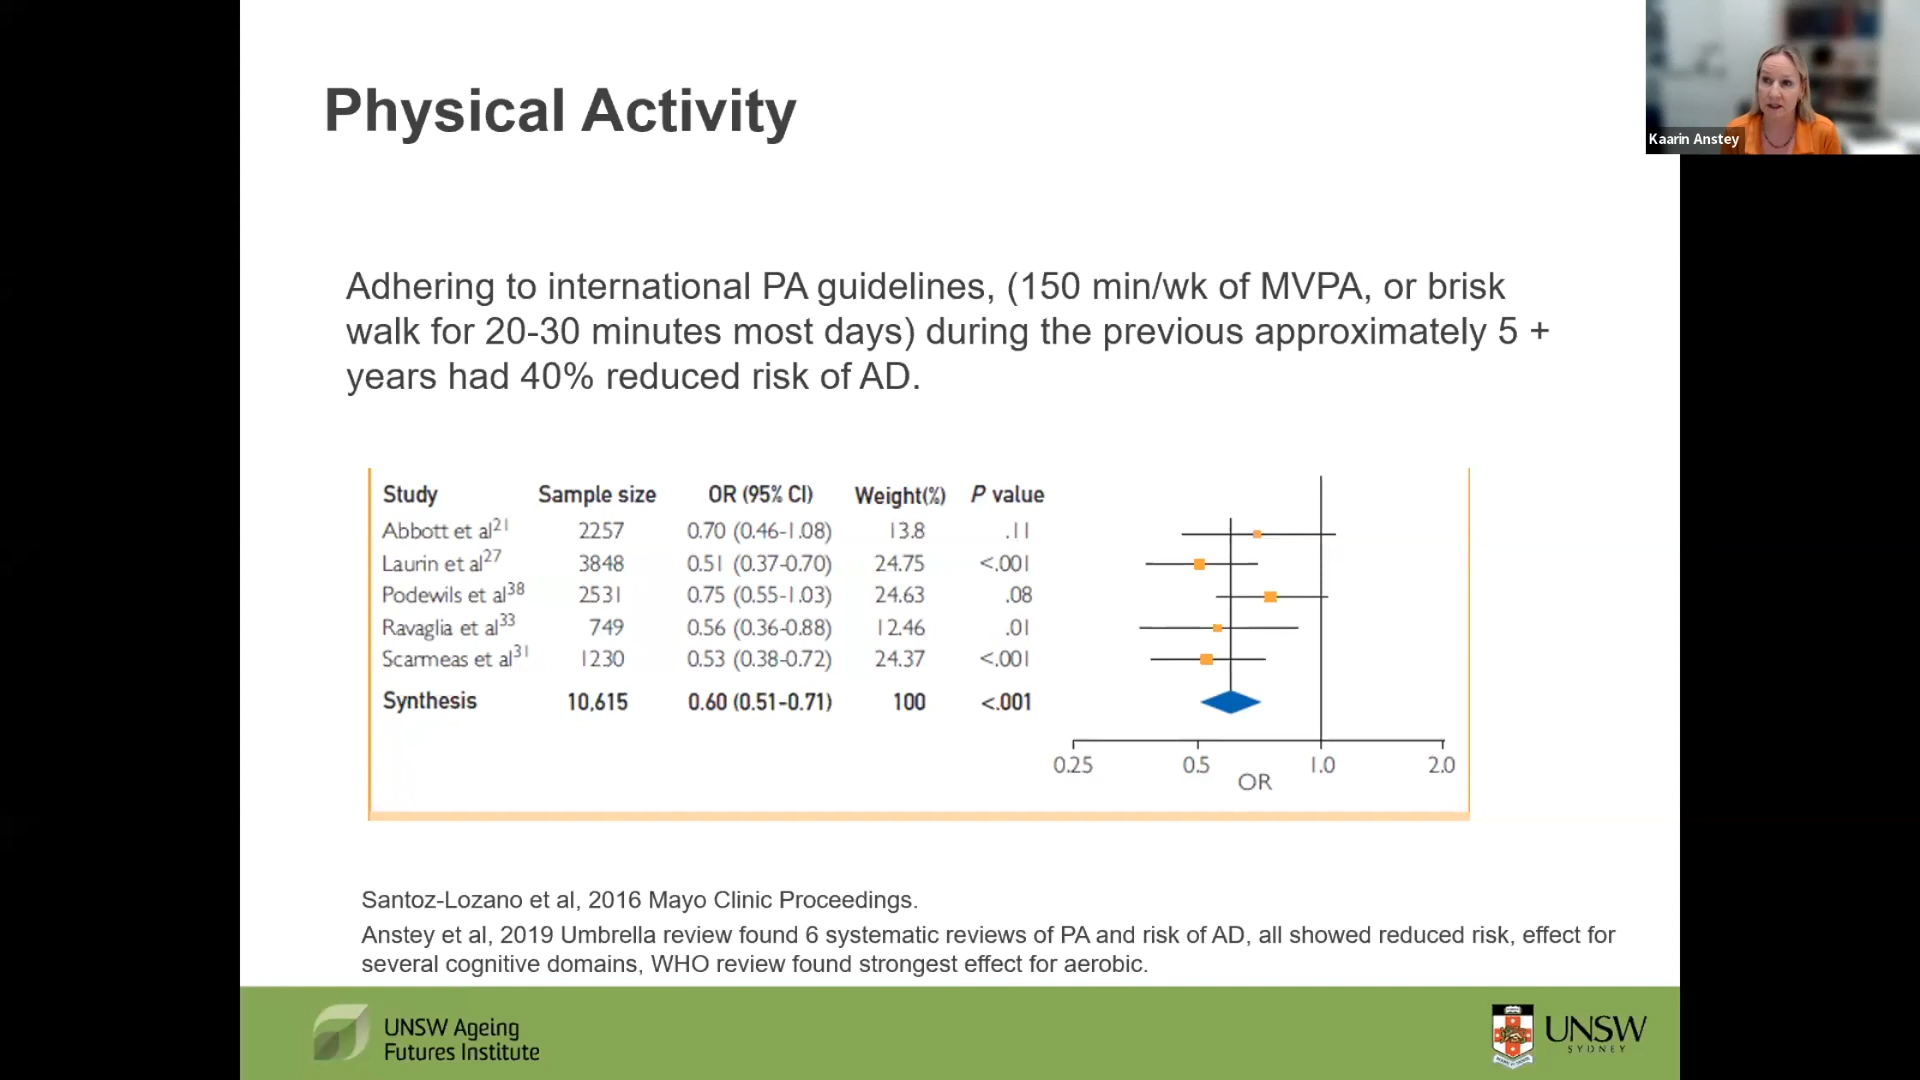 Physical Activity
Kaarin Anstey
Adhering to international PA guidelines, (150 min/wk of MVPA, or brisk
walk for 20-30 minutes most days) during the previous approximately 5 +
years had 40% reduced risk of AD.
Study Sample size OR (95% CI) Weight(%) P value
Abbott et al21 2257 0.70 (0.46-1.08) 13.8 .11
Laurin et al27 3848 0.51 (0.37-0.70) 24.75 <.001
Podewils et al38 2531 0.75 (0.55-1.03) 24.63 .08
Ravaglia et al33 749 0.56 (0.36-0.88) 12.46 .01
Scarmeas et al31 1230 0.53 (0.38-0.72) 24.37 <.001
Synthesis 10,615 0.60 (0.51-0.71) 100 <.001
0.25 0.5 1.0 2.0
OR
Santoz-Lozano et al, 2016 Mayo Clinic Proceedings.
Anstey et al, 2019 Umbrella review found 6 systematic reviews of PA and risk of AD, all showed reduced risk, effect for
several cognitive domains, WHO review found strongest effect for aerobic.
UNSW Ageing
Futures Institute
UNSW
SYDNEY